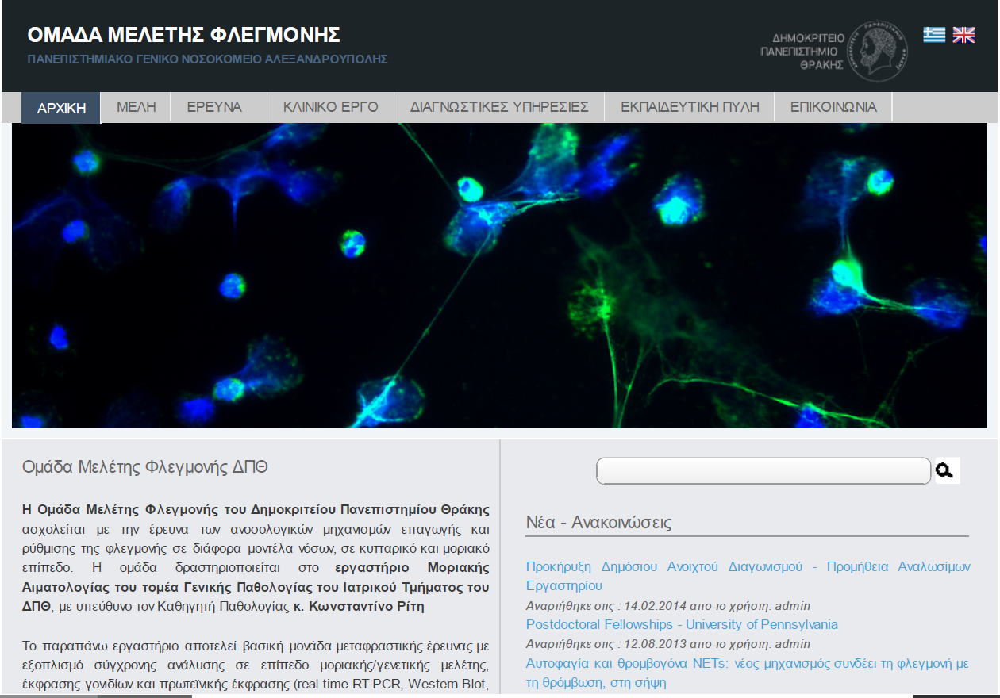 ΟΜΑΔΑ ΜΕΛΕΤΗΣ ΦΛΕΓΜΟΝΗΣ
ΠΑΝΕΠΙΣΤΗΜΙΑΚΟ ΓΕΝΙΚΟ ΝΟΣΟΚΟΜΕΙΟ ΑΛΕΞΑΝΔΡΟΥΠΟΛΗΣ
ΔΗΜΟΚΡΙΤΕΙΟ
ΠΑΝΕΠΙΣΤΗΜΙΟ
ΘΡΑΚΗΣ
ΑΡΧΙΚΗ ΜΕΛΗ ΕΡΕΥΝΑ ΚΛΙΝΙΚΟ ΕΡΓΟ ΔΙΑΓΝΩΣΤΙΚΕΣ ΥΠΗΡΕΣΙΕΣ ΕΚΠΑΙΔΕΥΤΙΚΗ ΠΥΛΗ ΕΠΙΚΟΙΝΩΝΙΑ
Ομάδα Μελέτης Φλεγμονής ΔΠΘ
Η Ομάδα Μελέτης Φλεγμονής του Δημοκριτείου Πανεπιστημίου Θράκης
ασχολείται με την έρευνα των ανοσολογικών μηχανισμών επαγωγής και
ρύθμισης της φλεγμονής σε διάφορα μοντέλα νόσων, σε κυτταρικό και μοριακό
επίπεδο. Η ομάδα δραστηριοποιείται στο εργαστήριο Μοριακής
Αιματολογίας του τομέα Γενικής Παθολογίας του Ιατρικού Τμήματος του
ΔΠΘ, με υπεύθυνο τον Καθηγητή Παθολογίας κ. Κωνσταντίνο Ρίτη
Το παραπάνω εργαστήριο αποτελεί βασική μονάδα μεταφραστικής έρευνας με
εξοπλισμό σύγχρονης ανάλυσης σε επίπεδο μοριακής/γενετικής μελέτης,
έκφρασης γονιδίων και πρωτεϊνικής έκφρασης (real time RT-PCR, Western Blot,
Νέα - Ανακοινώσεις
Προκήρυξη Δημόσιου Ανοιχτού Διαγωνισμού - Προμήθεια Αναλωσίμων
Εργαστηρίου
Αναρτήθηκε στις : 14.02.2014 απο το χρήστη: admin
Postdoctoral Fellowships - University of Pennsylvania
Αναρτήθηκε στις : 12.08.2013 απο το χρήστη: admin
Αυτοφαγία και θρομβογόνα NETs: νέος μηχανισμός συνδέει τη φλεγμονή με
τη θρόμβωση, στη σήψη